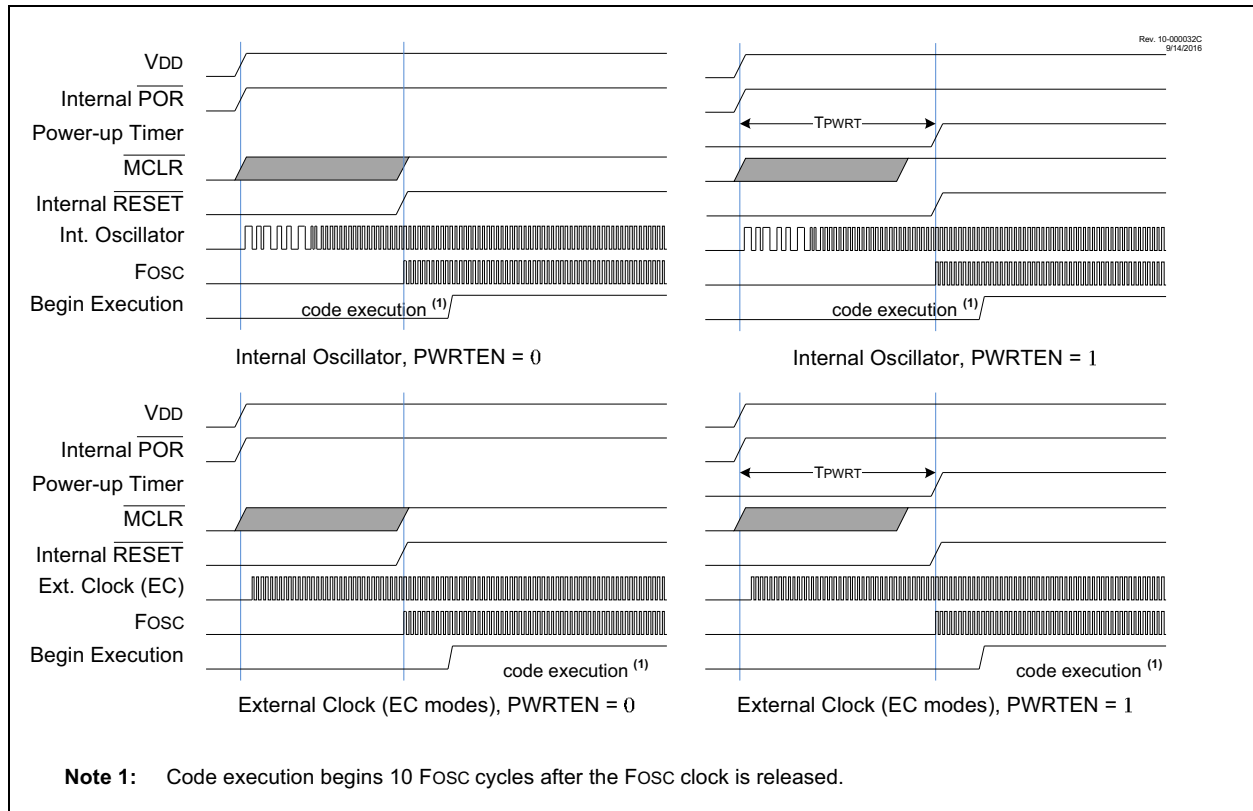 Rev. 10-000032C
9/14/2016
VDD
Internal POR
Power-up Timer
MCLR
Internal RESET
Int. Oscillator
FOSC
Begin Execution
code execution (1)
Internal Oscillator, PWRTEN = 0
TPWRT
code execution (1)
Internal Oscillator, PWRTEN = 1
VDD
Internal POR
Power-up Timer
MCLR
Internal RESET
Ext. Clock (EC)
FOSC
Begin Execution
code execution (1)
External Clock (EC modes), PWRTEN = 0
TPWRT
code execution (1)
External Clock (EC modes), PWRTEN = 1
Note 1: Code execution begins 10 FOSC cycles after the FOSC clock is released.